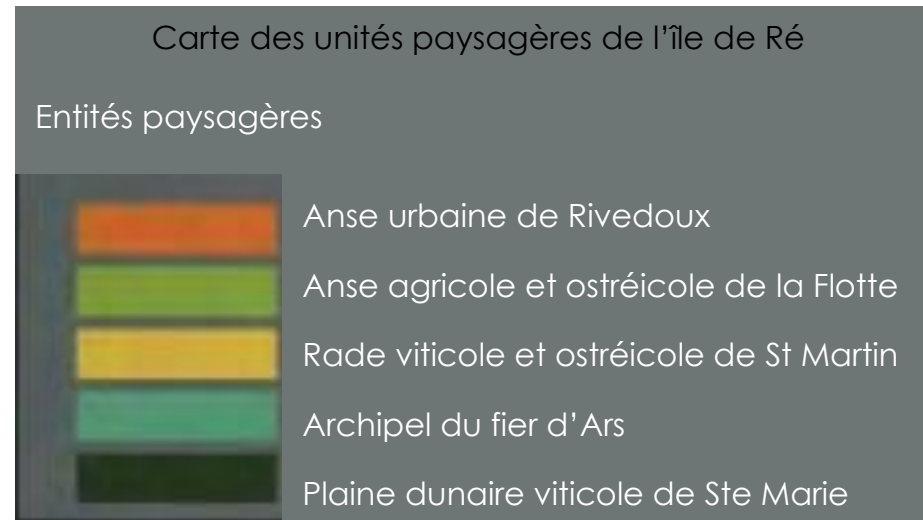 Carte des unités paysagères de l'île de Ré
Entités paysagères
Anse urbaine de Rivedoux
Anse agricole et ostréicole de la Flotte
Rade viticole et ostréicole de St Martin
Archipel du fier d'Ars
Plaine dunaire viticole de Ste Marie